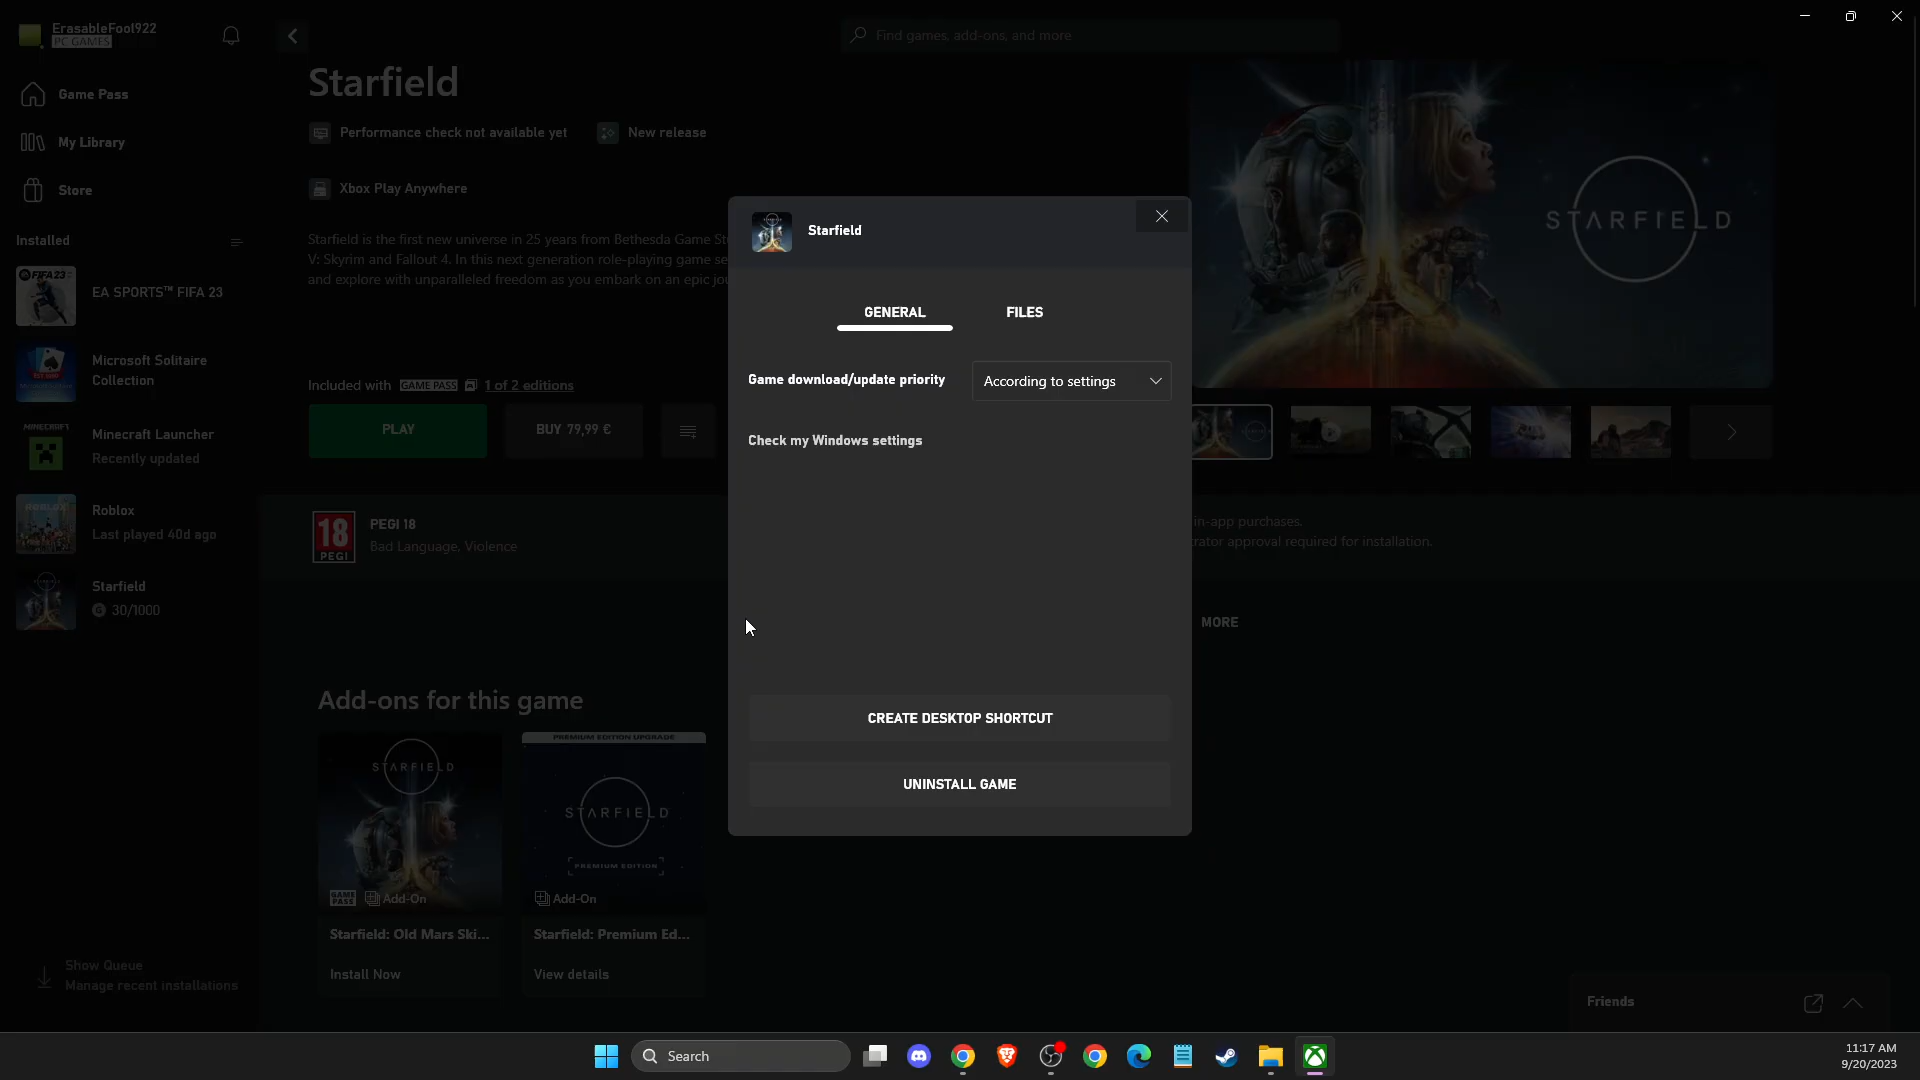 ErasableFool922
PC GAMES
Find games, add-ons, and more
Game Pass
My Library
Store
Installed
FIFA 23
EA SPORTS™ FIFA 23
Microsoft Solitaire
Collection
MINECRAFT
Minecraft Launcher
Recently updated
ROBLOX
Roblox
Last played 40d ago
Starfield
G 30/1000
Show Queue
Manage recent installations
Starfield
Performance check not available yet
New release
Xbox Play Anywhere
Starfield is the first new universe in 25 years from Bethesda Game
V: Skyrim and Fallout 4. In this next generation role-playing game
and explore with unparalleled freedom as you embark on an epic
Included with GAME PASS 1 of 2 editions
PLAY
BUY 79,99 €
18
PEGI
PEGI 18
Bad Language, Violence
in-app purchases.
approval required for installation.
MORE
STARFIELD
Starfield
GENERAL
FILES
Game download/update priority
According to settings
Check my Windows settings
CREATE DESKTOP SHORTCUT
UNINSTALL GAME
Add-ons for this game
STARFIELD
GAME PASS
Add-On
Starfield: Old Mars Ski...
Install Now
PREMIUM EDITION UPGRADE
STARFIELD
PREMIUM EDITION
Add-On
Starfield: Premium Ed...
View details
Friends
Search
11:17 AM
9/20/2023